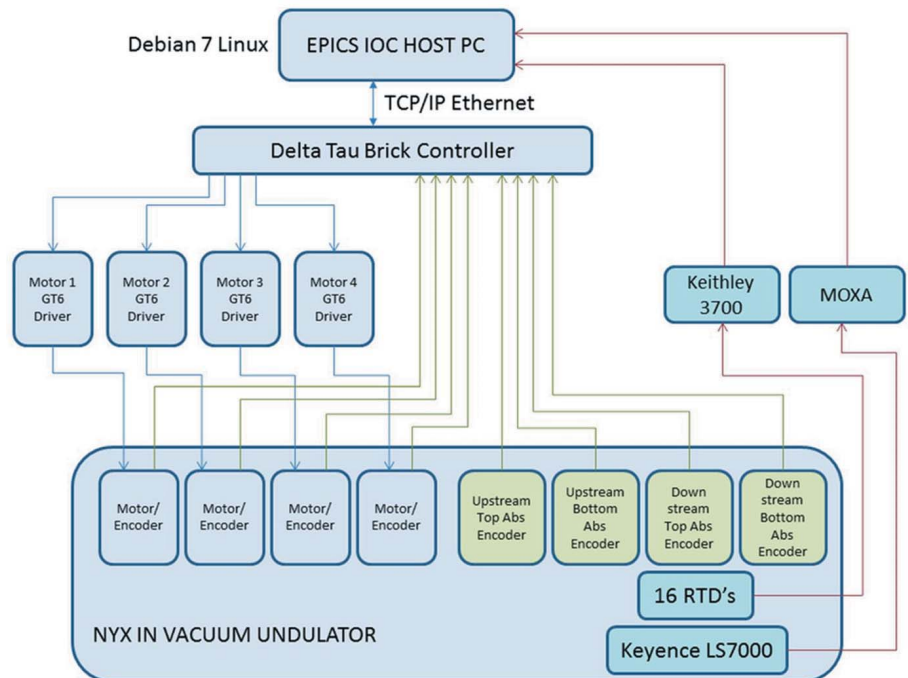 Debian 7 Linux
EPICS IOC HOST PC
TCP/IP Ethernet
Delta Tau Brick Controller
Motor 1
GT6
Driver
Motor 2
GT6
Driver
Motor 3
GT6
Driver
Motor 4
GT6
Driver
Keithley
3700
MOXA
Motor/
Encoder
Motor/
Encoder
Motor/
Encoder
Motor/
Encoder
Upstream
Top Abs
Encoder
Upstream
Bottom
Abs
Encoder
Down
stream
Top Abs
Encoder
Down
stream
Bottom
Abs
Encoder
16 RTD's
NYX IN VACUUM UNDULATOR
Keyence LS7000